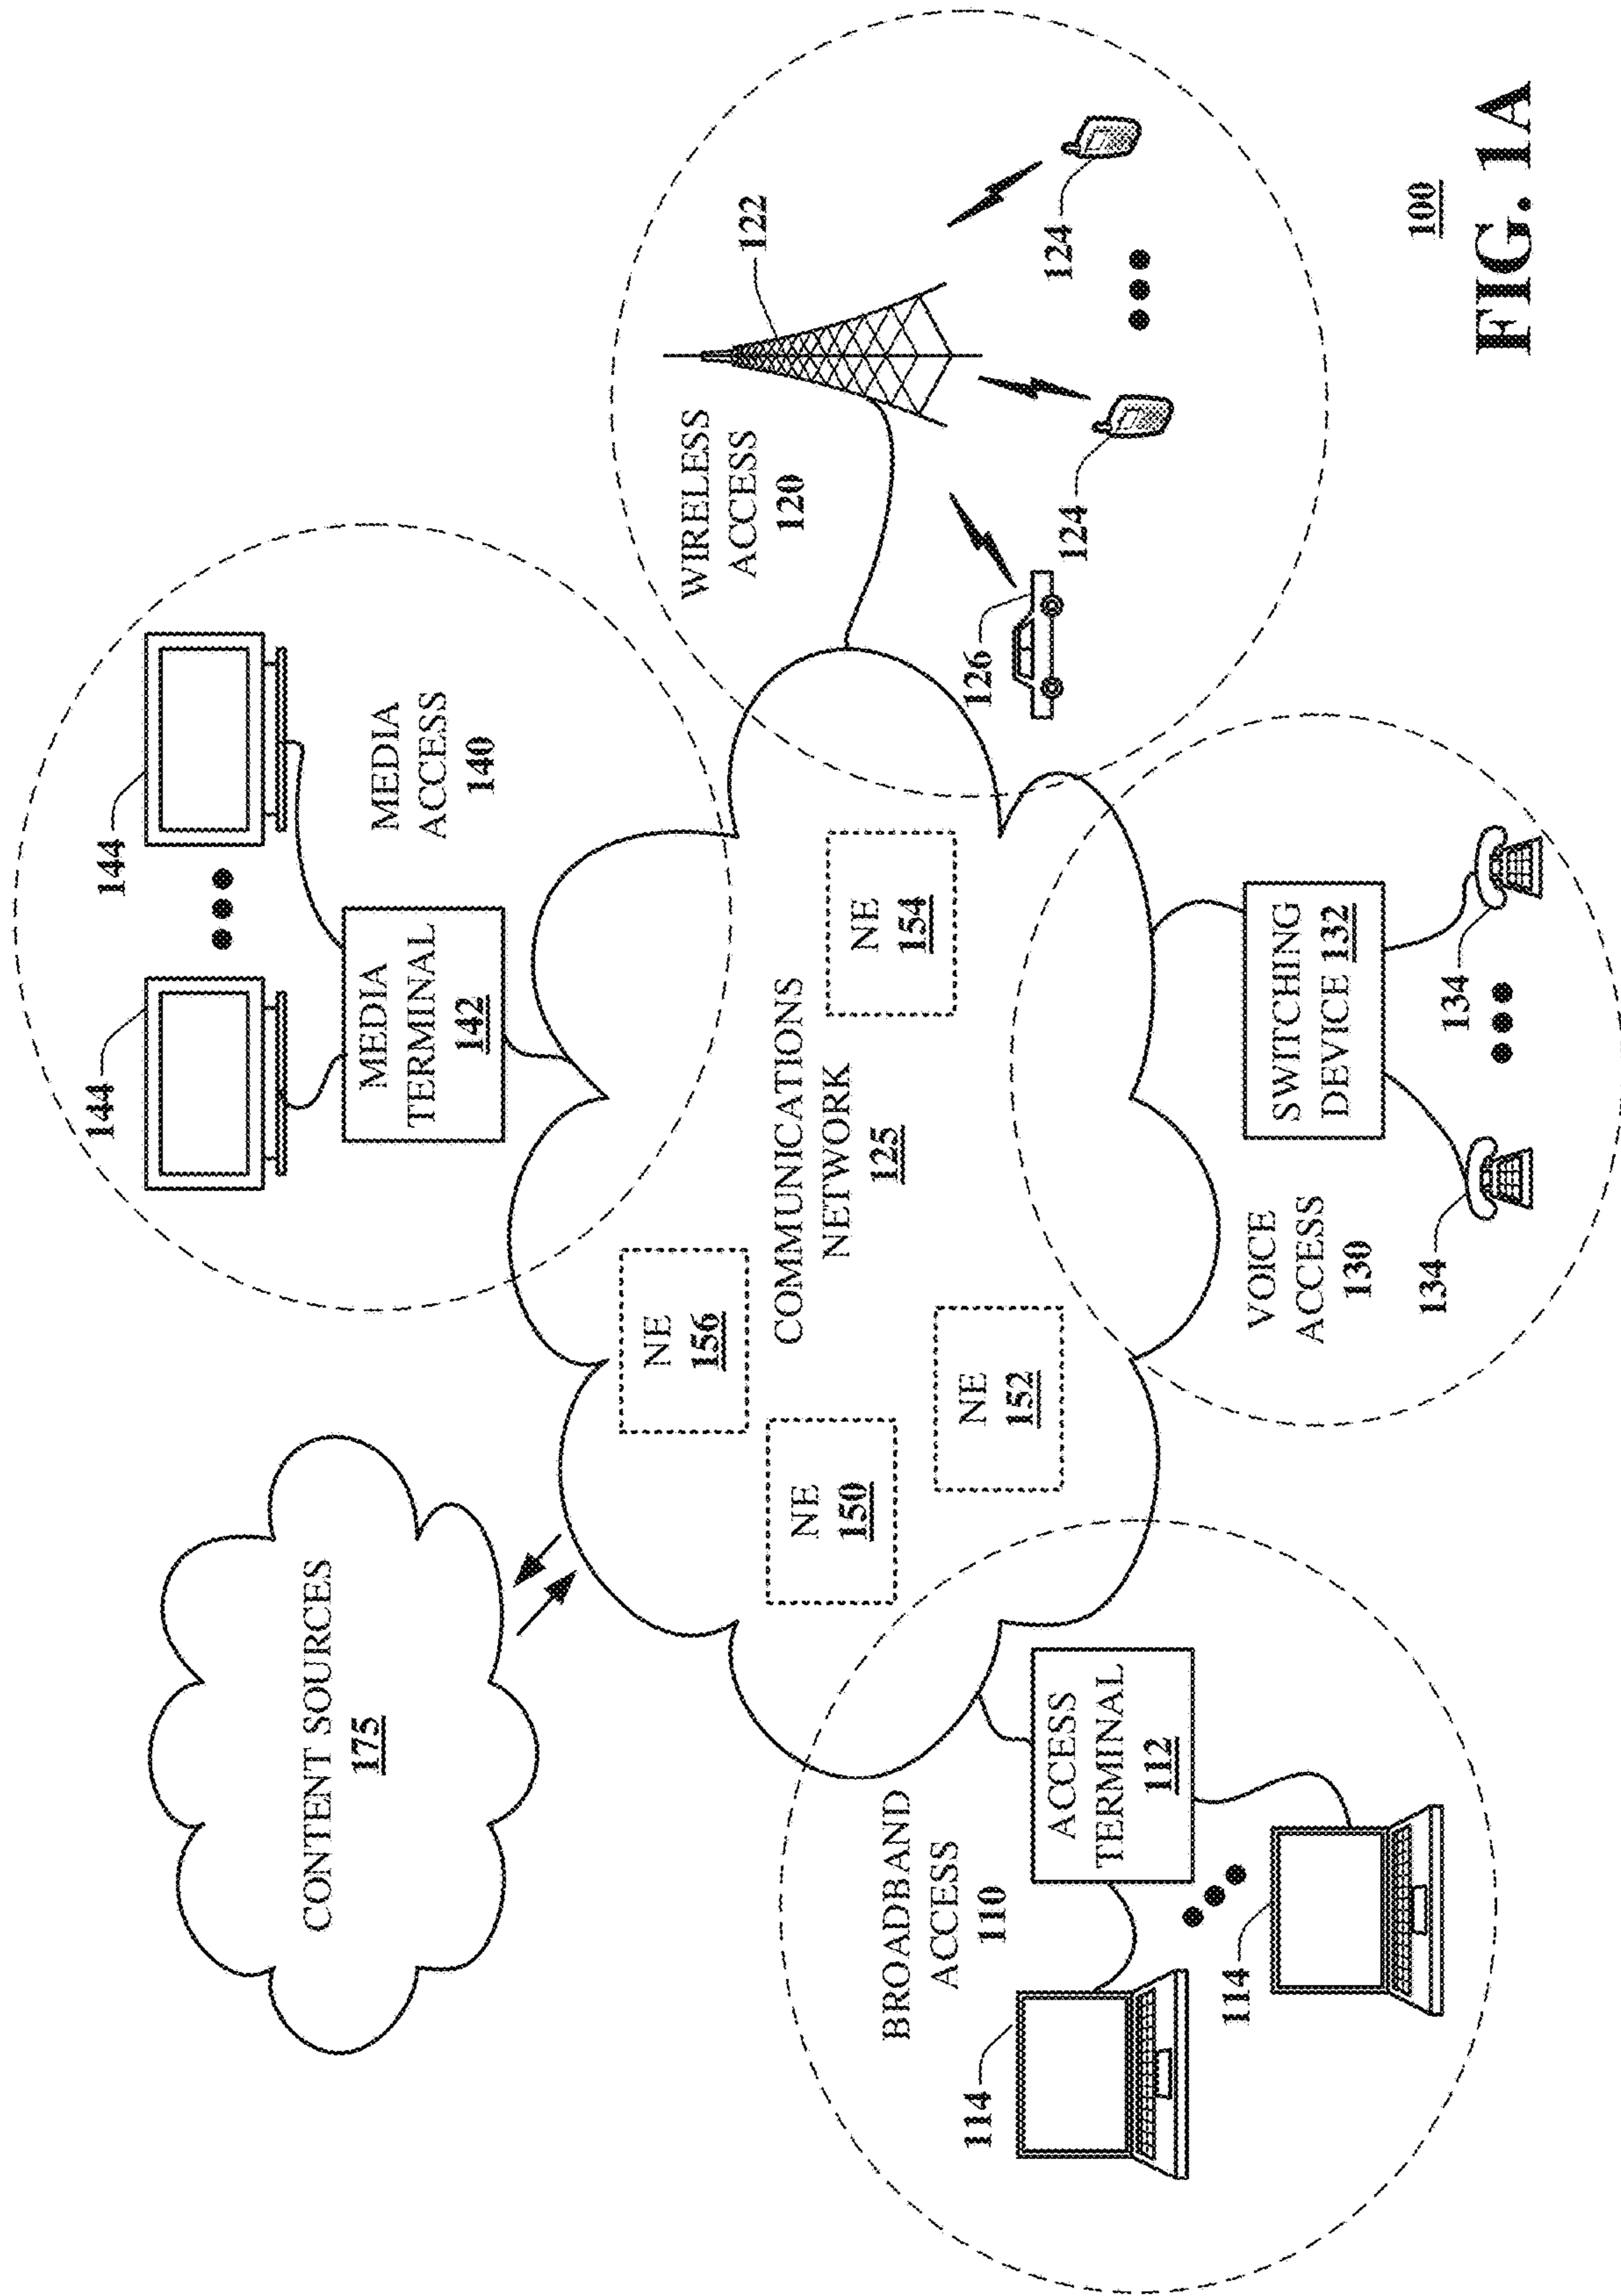 CONTENT SOURCES
175
144
144
MEDIA
TERMINAL
142
MEDIA
ACCESS
140
NE
156
NE
150
NE
152
NE
154
COMMUNICATIONS
NETWORK
125
WIRELESS
ACCESS
120
122
126
124
124
BROADBAND
ACCESS
110
ACCESS
TERMINAL
112
114
114
VOICE
ACCESS
130
SWITCHING
DEVICE 132
134
134
100
FIG. 1A